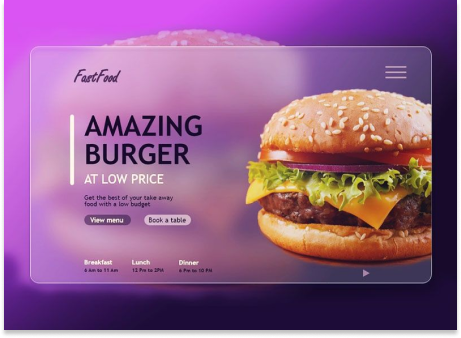 FastFood
AMAZING
BURGER
AT LOW PRICE
Get the best of your take away
food with a low budget
View menu
Book a table
Breakfast Lunch Dinner
8 Am to 11 Am 12 Pm to 2PM 6 Pm to 10 PM